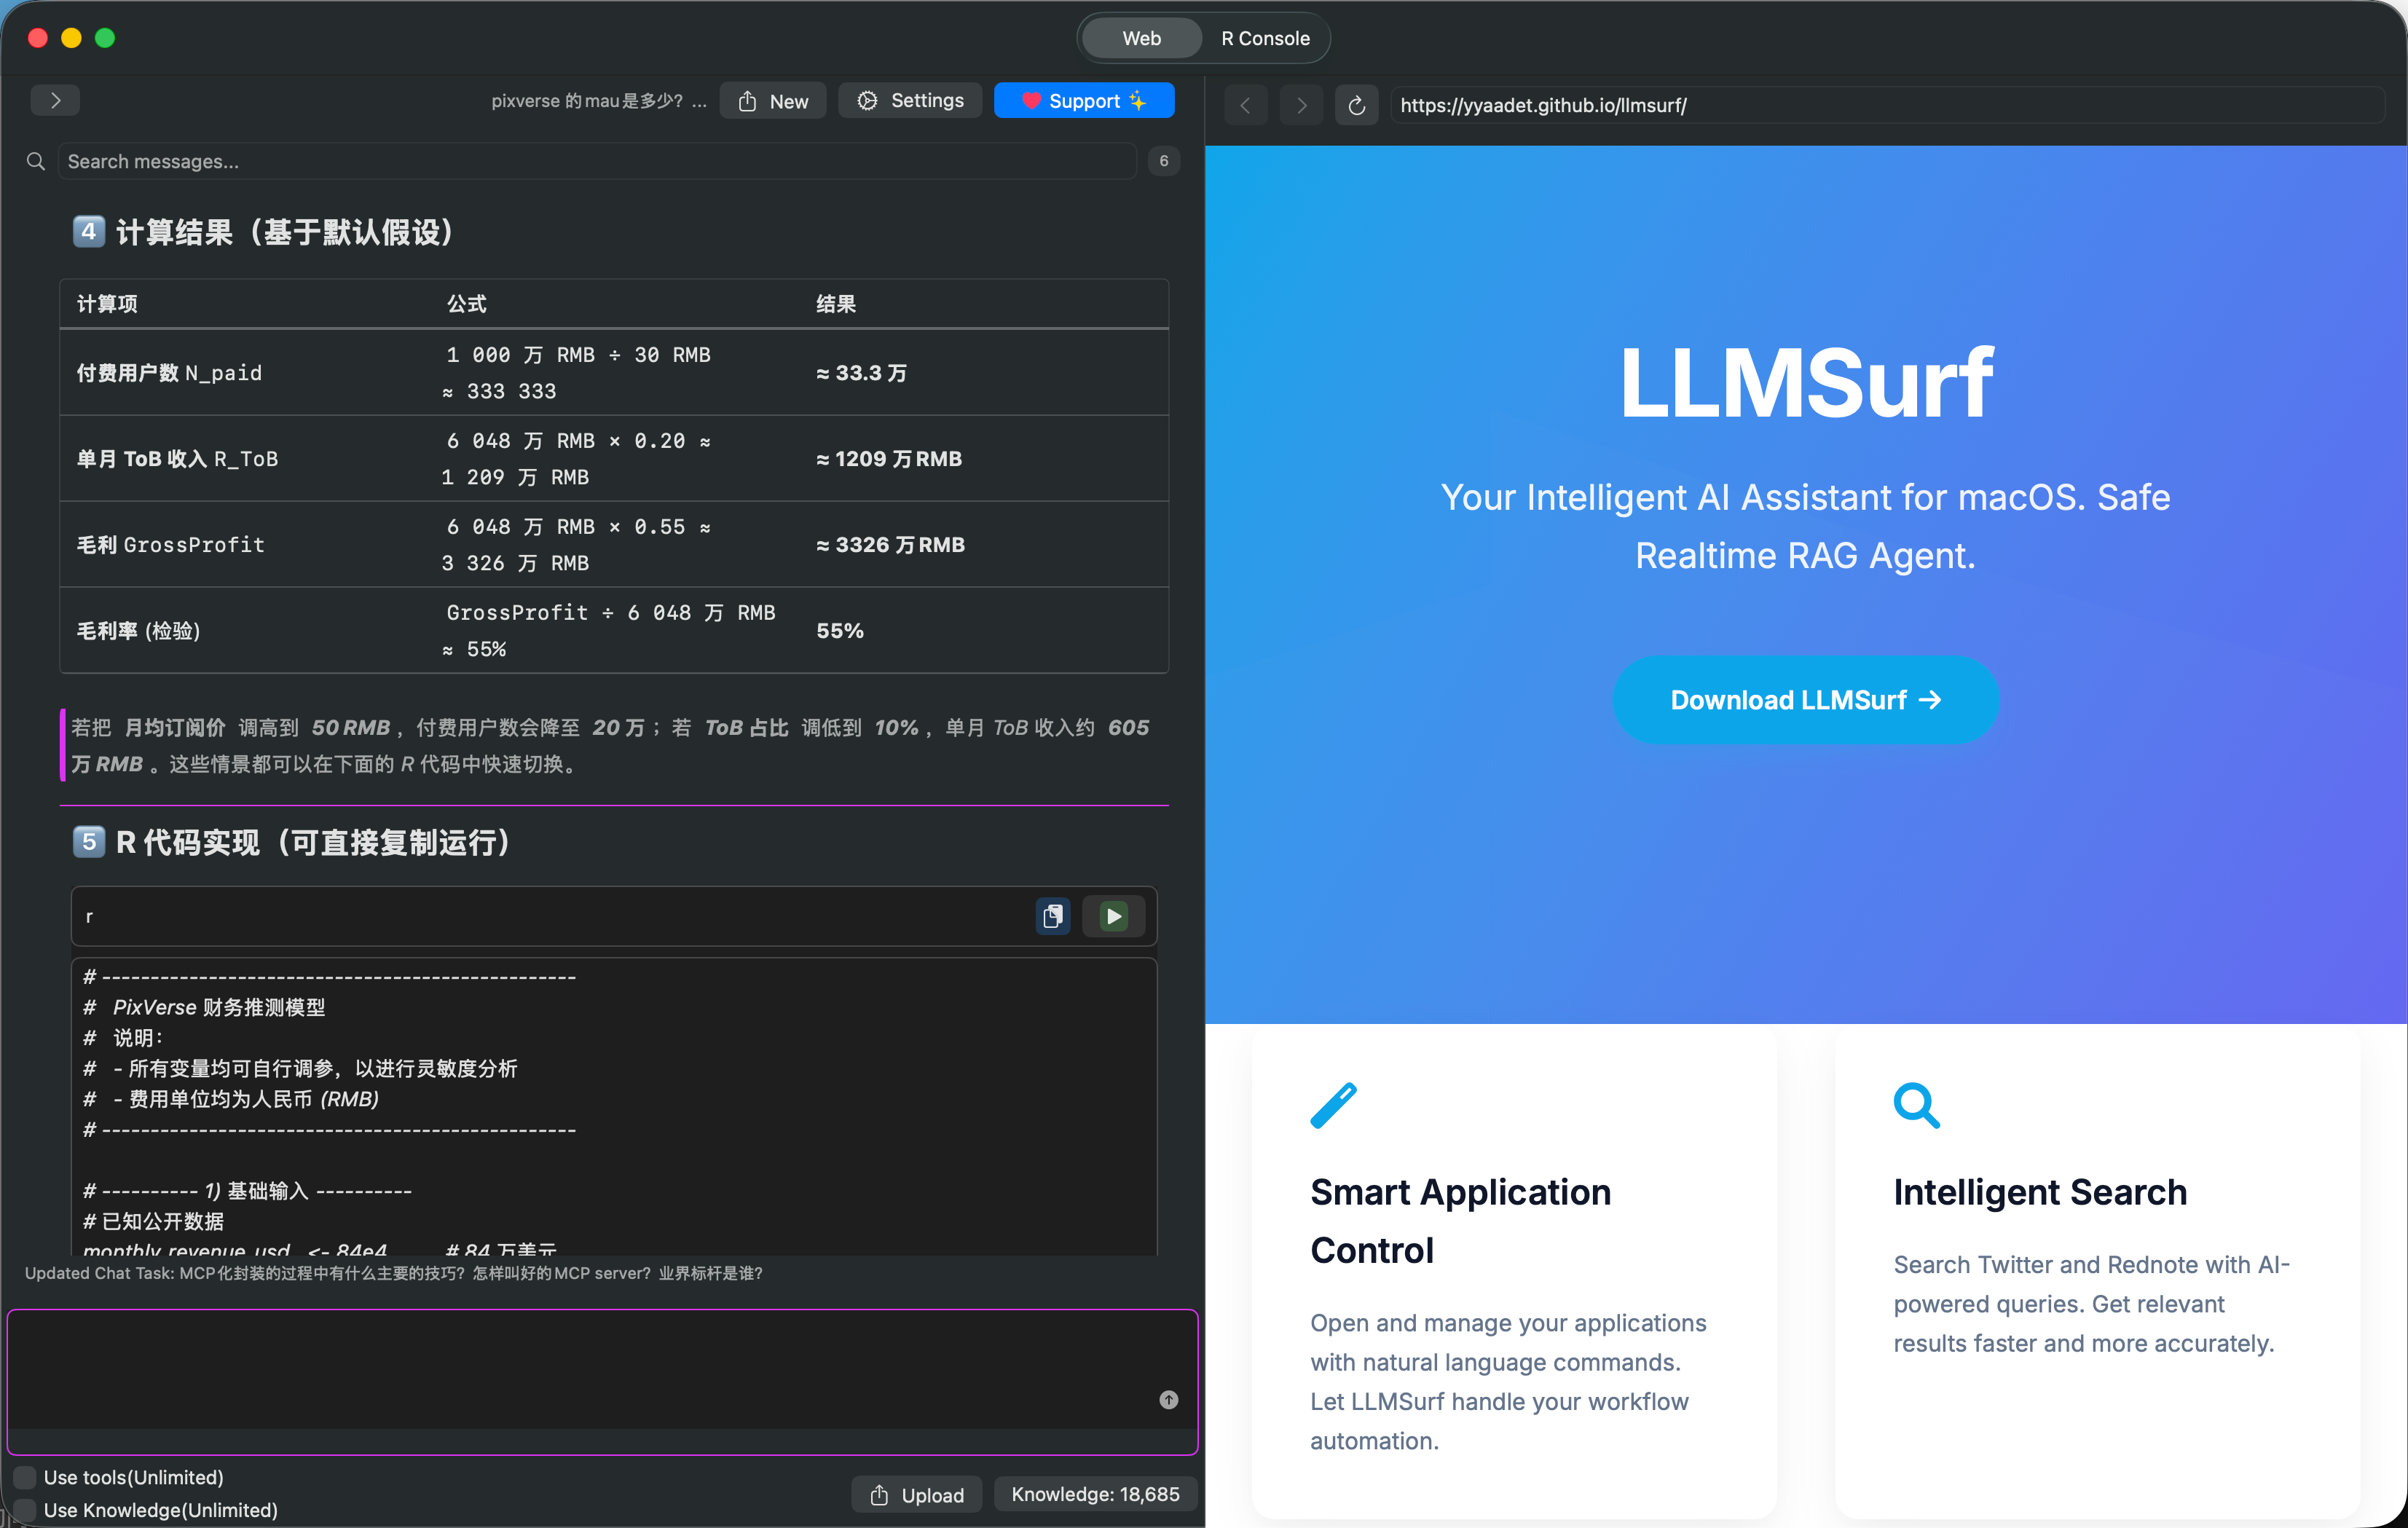 Web
R Console
pixverse 的mau是多少? ...
New
Settings
Support
https://yyaadet.github.io/llmsurf/
Search messages...
6
4 计算结果（基于默认假设）
计算项 公式 结果
付费用户数 N_paid
1 000 万 RMB ÷ 30 RMB
≈ 333 333
≈ 33.3 万
单月 ToB 收入 R_ToB
6 048 万 RMB × 0.20 ≈
1 209 万 RMB
≈ 1209 万 RMB
毛利 GrossProfit
6 048 万 RMB × 0.55 ≈
3 326 万 RMB
≈ 3326 万 RMB
毛利率 (检验)
GrossProfit ÷ 6 048 万 RMB
≈ 55%
55%
若把 月均订阅价 调高到 50 RMB，付费用户数会降至 20 万；若 ToB 占比 调低到 10%，单月 ToB 收入约 605
万 RMB。这些情景都可以在下面的 R 代码中快速切换。
5 R 代码实现（可直接复制运行）
r
# -------------------------------------------------
# PixVerse 财务推测模型
# 说明：
# - 所有变量均可自行调参，以进行灵敏度分析
# - 费用单位均为人民币 (RMB)
# -------------------------------------------------
# ---------- 1) 基础输入 ----------
# 已知公开数据
monthly_revenue_usd <- 84e4 # 84 万美元
Updated Chat Task: MCP化封装的过程中有什么主要的技巧？怎样叫好的MCP server？业界标杆是谁？
Use tools(Unlimited)
Use Knowledge(Unlimited)
Upload
Knowledge: 18,685
LLMSurf
Your Intelligent AI Assistant for macOS. Safe
Realtime RAG Agent.
Download LLMSurf →
Smart Application
Control
Open and manage your applications
with natural language commands.
Let LLMSurf handle your workflow
automation.
Intelligent Search
Search Twitter and Rednote with AI-
powered queries. Get relevant
results faster and more accurately.